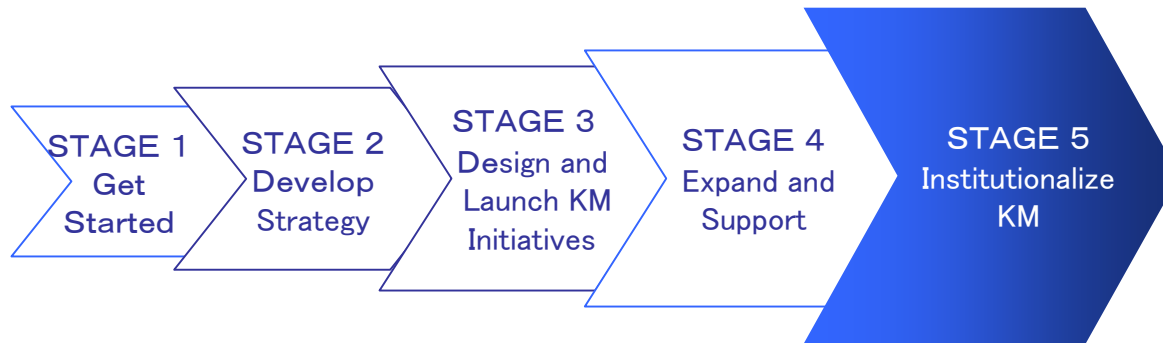 STAGE 1
Get
Started
STAGE 2
Develop
Strategy
STAGE 3
Design and
Launch KM
Initiatives
STAGE 4
Expand and
Support
STAGE 5
Institutionalize
KM